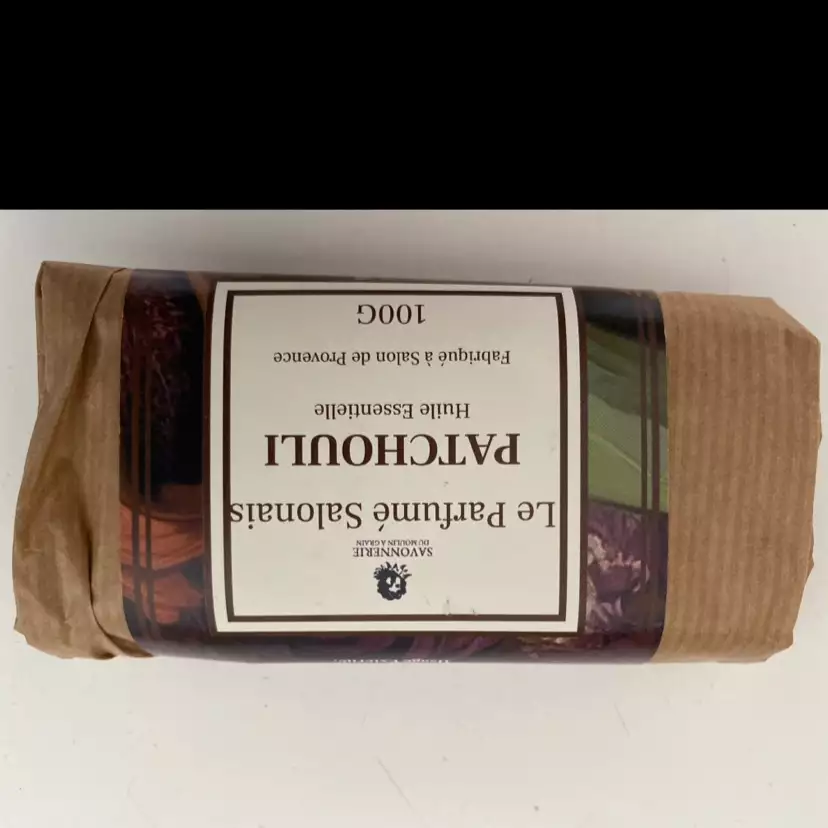 SAVONNERIE
DU MOULIN A GRAIN
Le Parfumé Salonais
PATCHOULI
Huile Essentielle
Fabriqué à Salon de Provence
100G